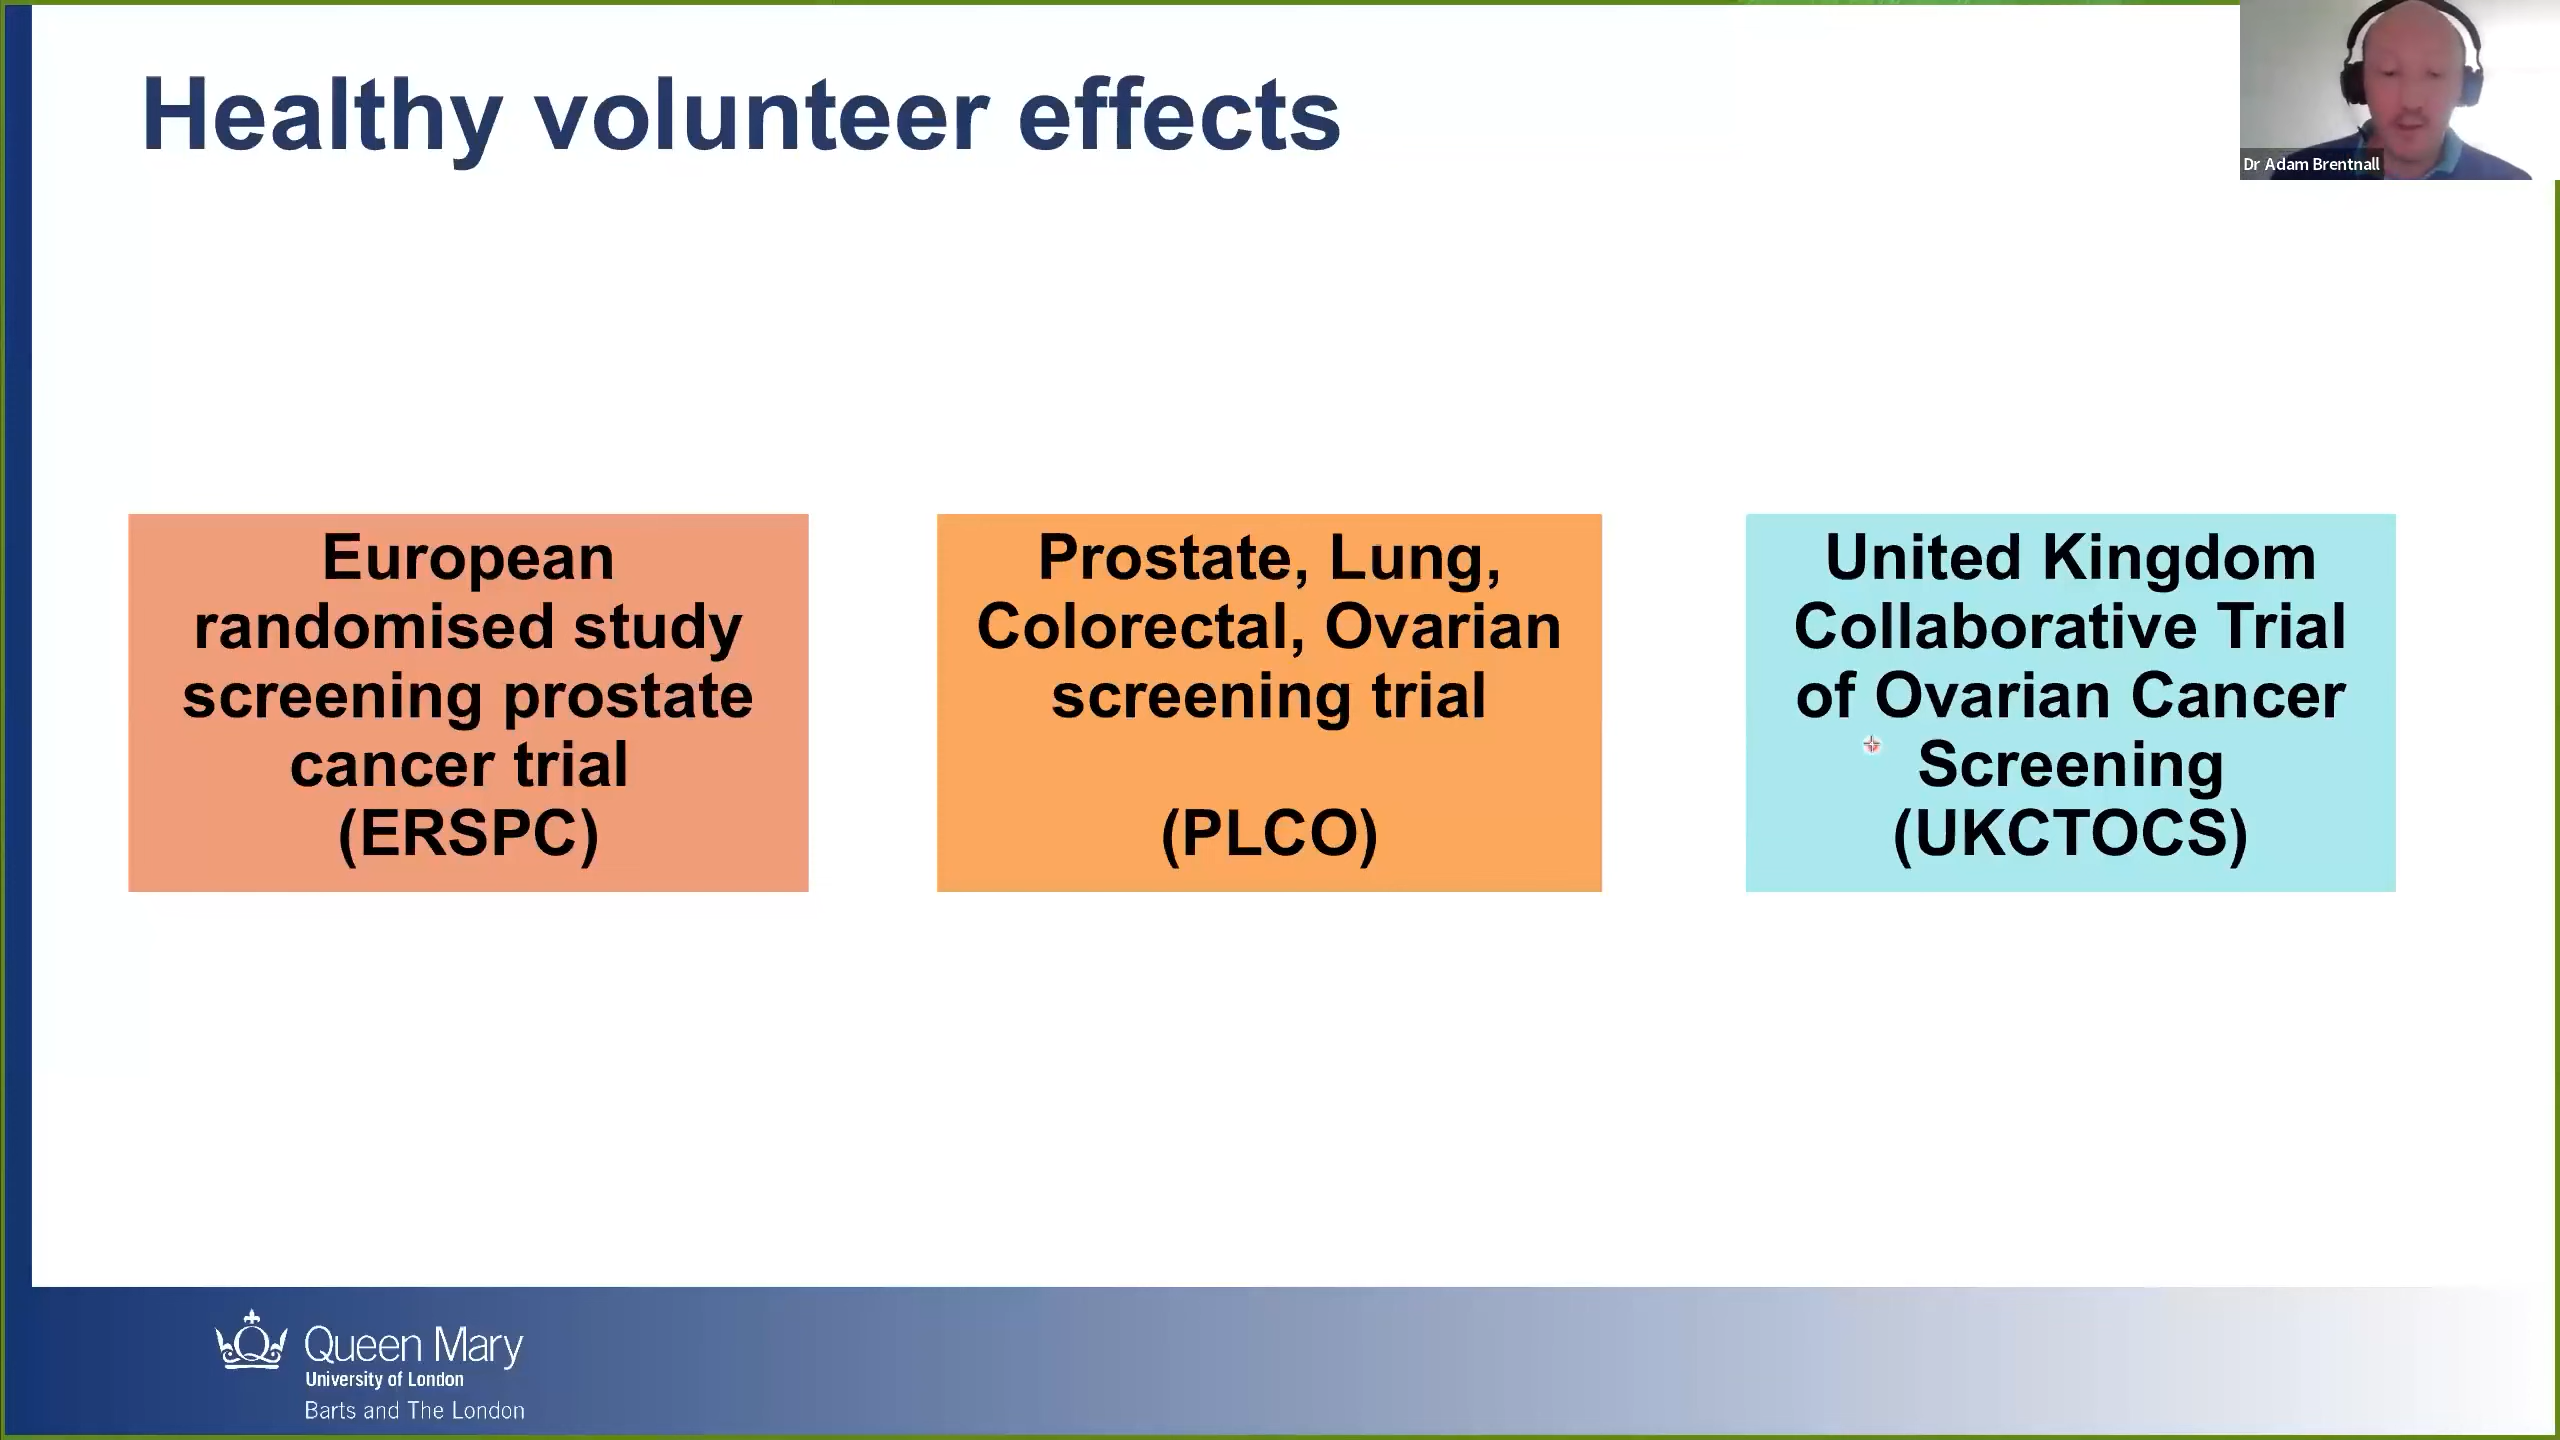 Healthy volunteer effects
Dr Adam Brentnall
European
randomised study
screening prostate
cancer trial
(ERSPC)
Prostate, Lung,
Colorectal, Ovarian
screening trial
(PLCO)
United Kingdom
Collaborative Trial
of Ovarian Cancer
Screening
(UKCTOCS)
Queen Mary
University of London
Barts and The London